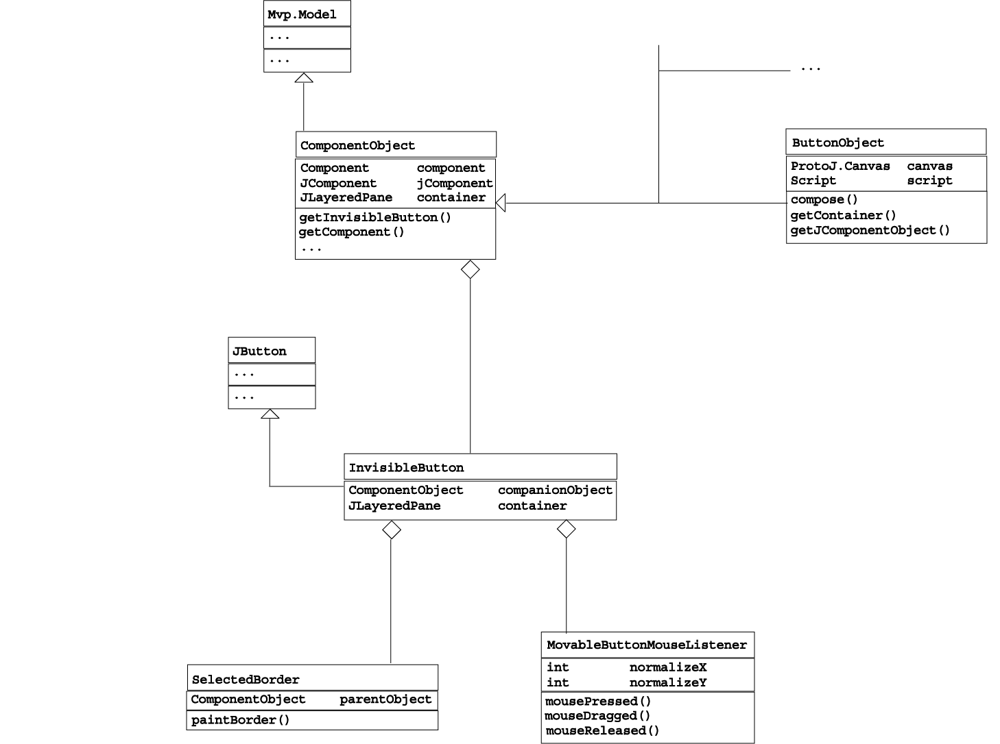 Mvp.Model
...
...
...
ComponentObject
Component component
JComponent jComponent
JLayeredPane container
getInvisibleButton()
getComponent()
...
ButtonObject
ProtoJ.Canvas canvas
Script script
compose()
getContainer()
getJComponentObject()
JButton
...
...
InvisibleButton
ComponentObject companionObject
JLayeredPane container
SelectedBorder
ComponentObject parentObject
paintBorder()
MovableButtonMouseListener
int normalizeX
int normalizeY
mousePressed()
mouseDragged()
mouseReleased()